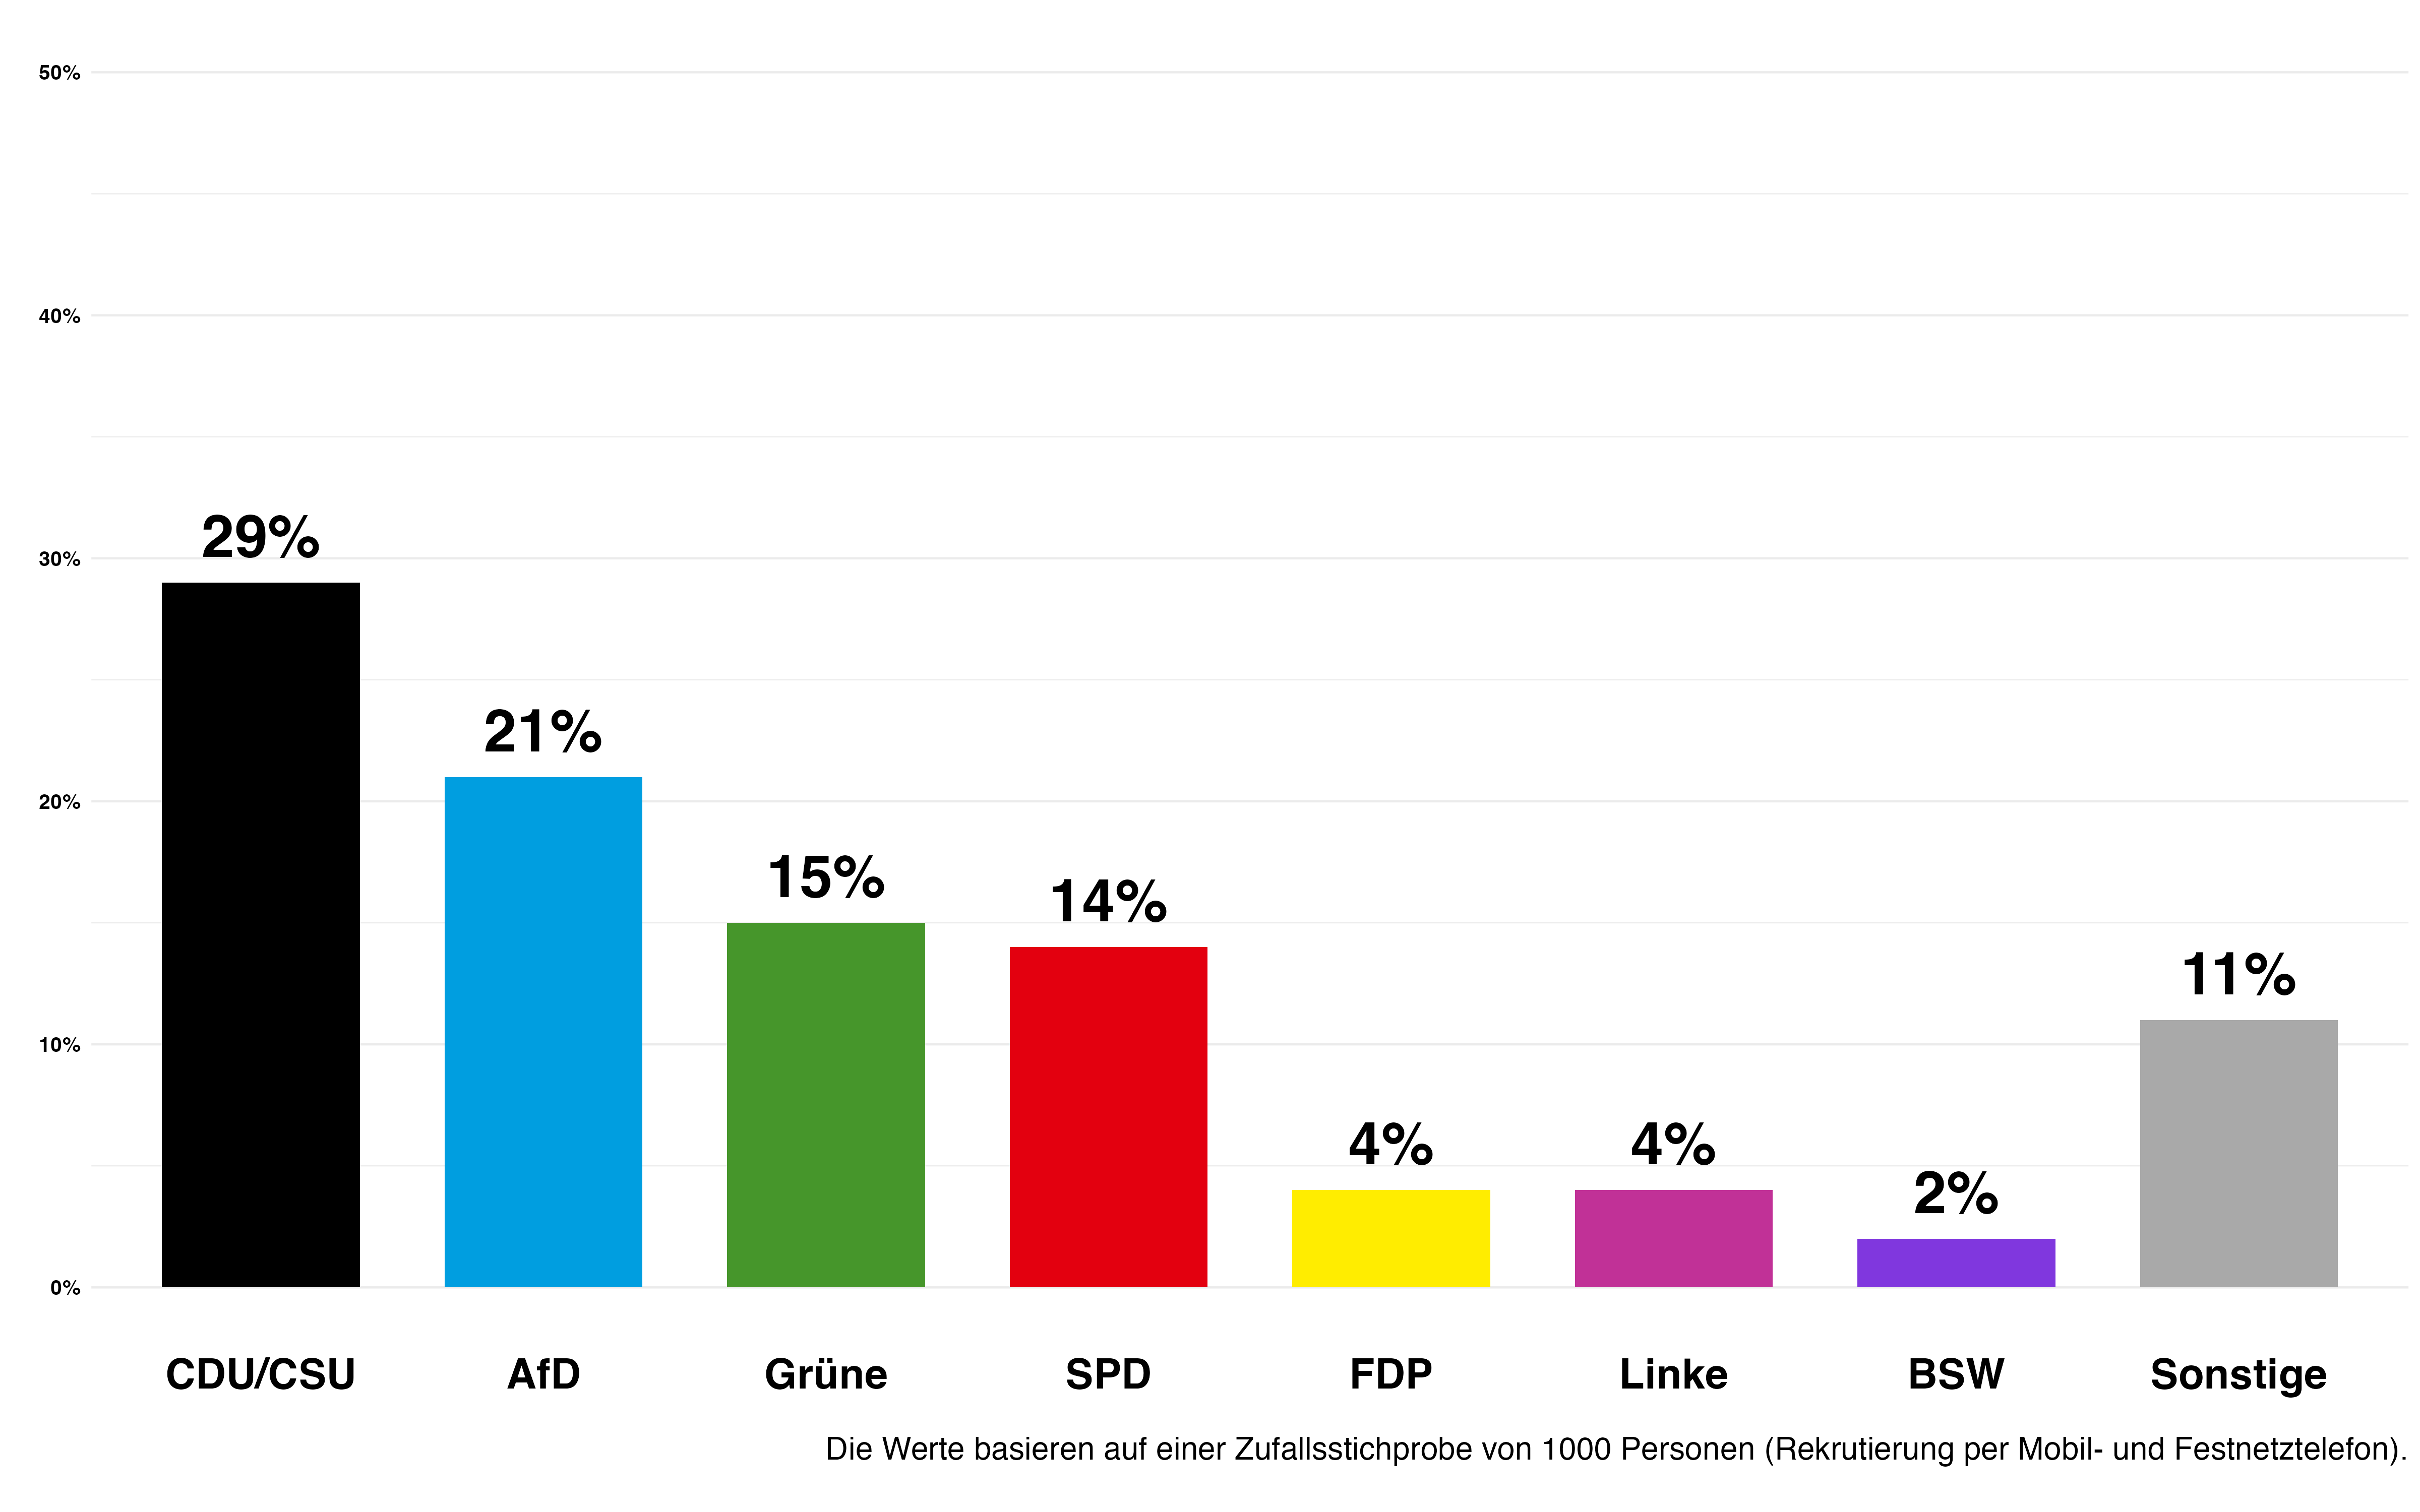 50%
40%
30%
20%
10%
0%
29%
21%
15%
14%
4%
4%
2%
11%
CDU/CSU
AfD
Grüne
SPD
FDP
Linke
BSW
Sonstige
Die Werte basieren auf einer Zufallsstichprobe von 1000 Personen (Rekrutierung per Mobil- und Festnetztelefon).